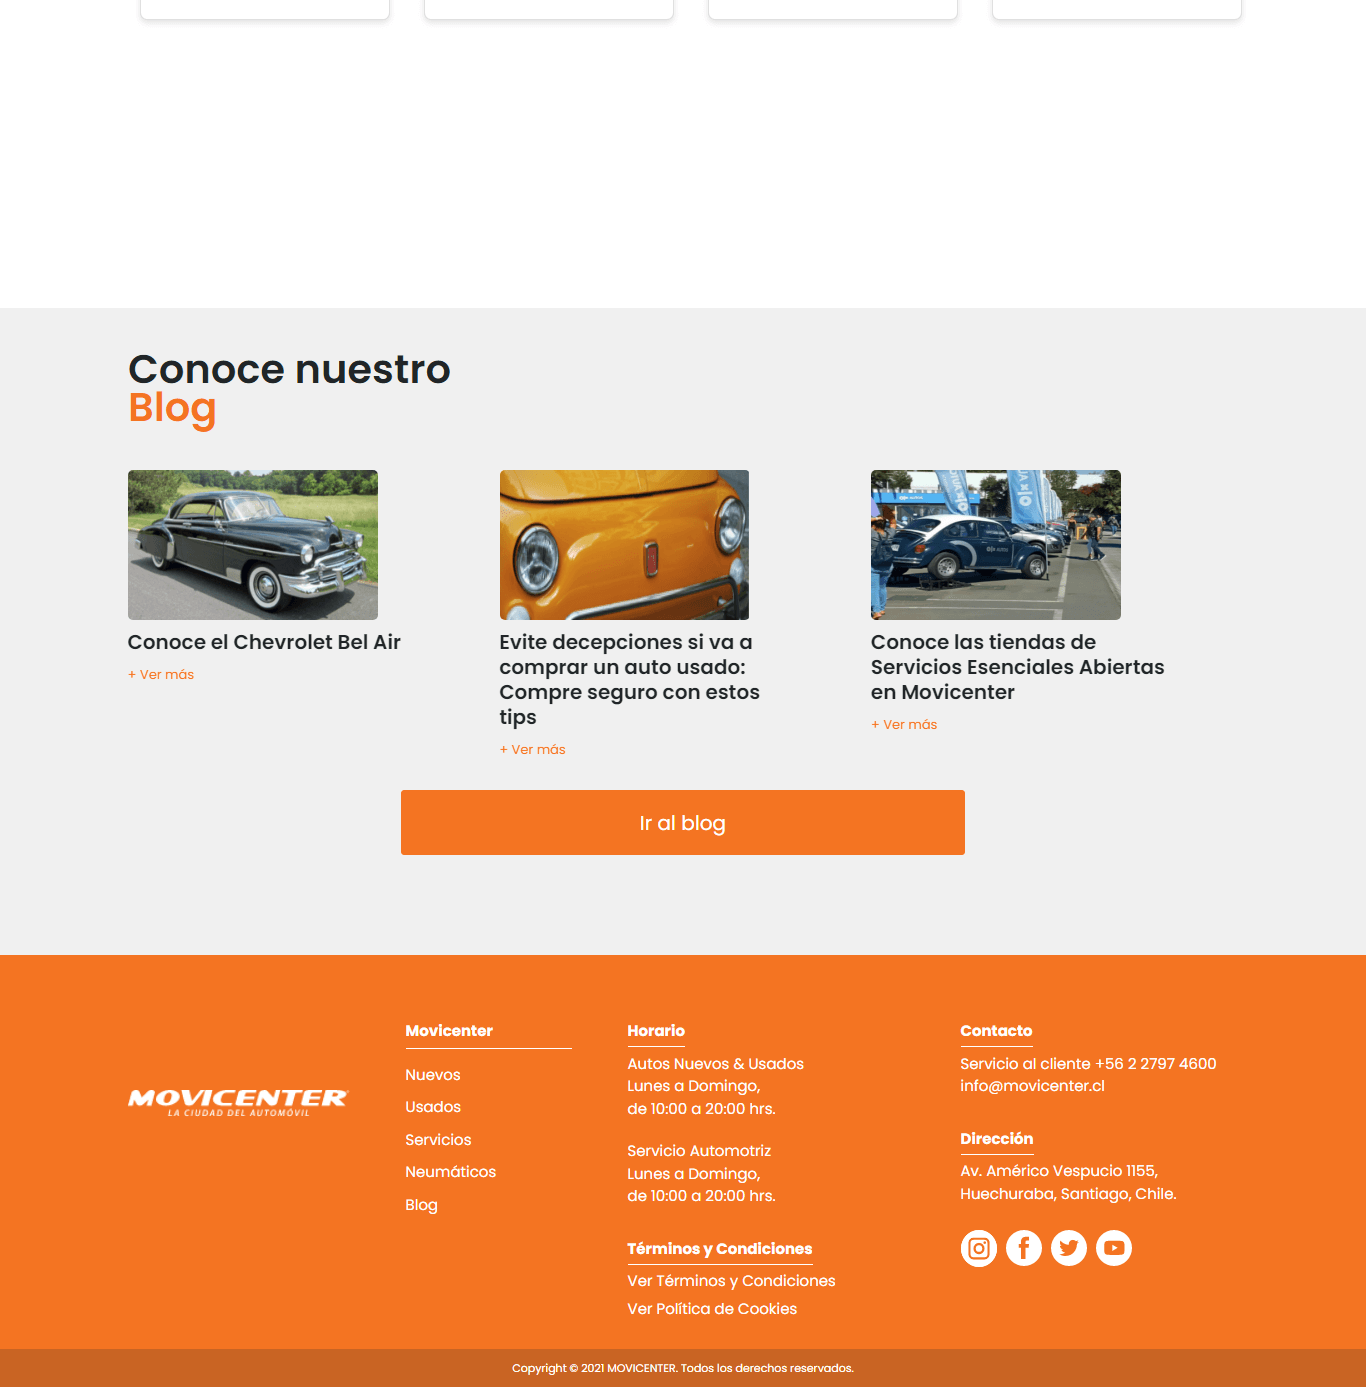 Conoce nuestro
Blog
OlX AUTOS
Conoce el Chevrolet Bel Air
+ Ver más
Evite decepciones si va a
comprar un auto usado:
Compre seguro con estos
tips
+ Ver más
Conoce las tiendas de
Servicios Esenciales Abiertas
en Movicenter
+ Ver más
Ir al blog
MOVICENTER
LA CIUDAD DEL AUTOMÓVIL
Movicenter
Nuevos
Usados
Servicios
Neumáticos
Blog
Horario
Autos Nuevos & Usados
Lunes a Domingo,
de 10:00 a 20:00 hrs.
Servicio Automotriz
Lunes a Domingo,
de 10:00 a 20:00 hrs.
Términos y Condiciones
Ver Términos y Condiciones
Ver Política de Cookies
Contacto
Servicio al cliente +56 2 2797 4600
info@movicenter.cl
Dirección
Av. Américo Vespucio 1155,
Huechuraba, Santiago, Chile.
Copyright © 2021 MOVICENTER. Todos los derechos reservados.